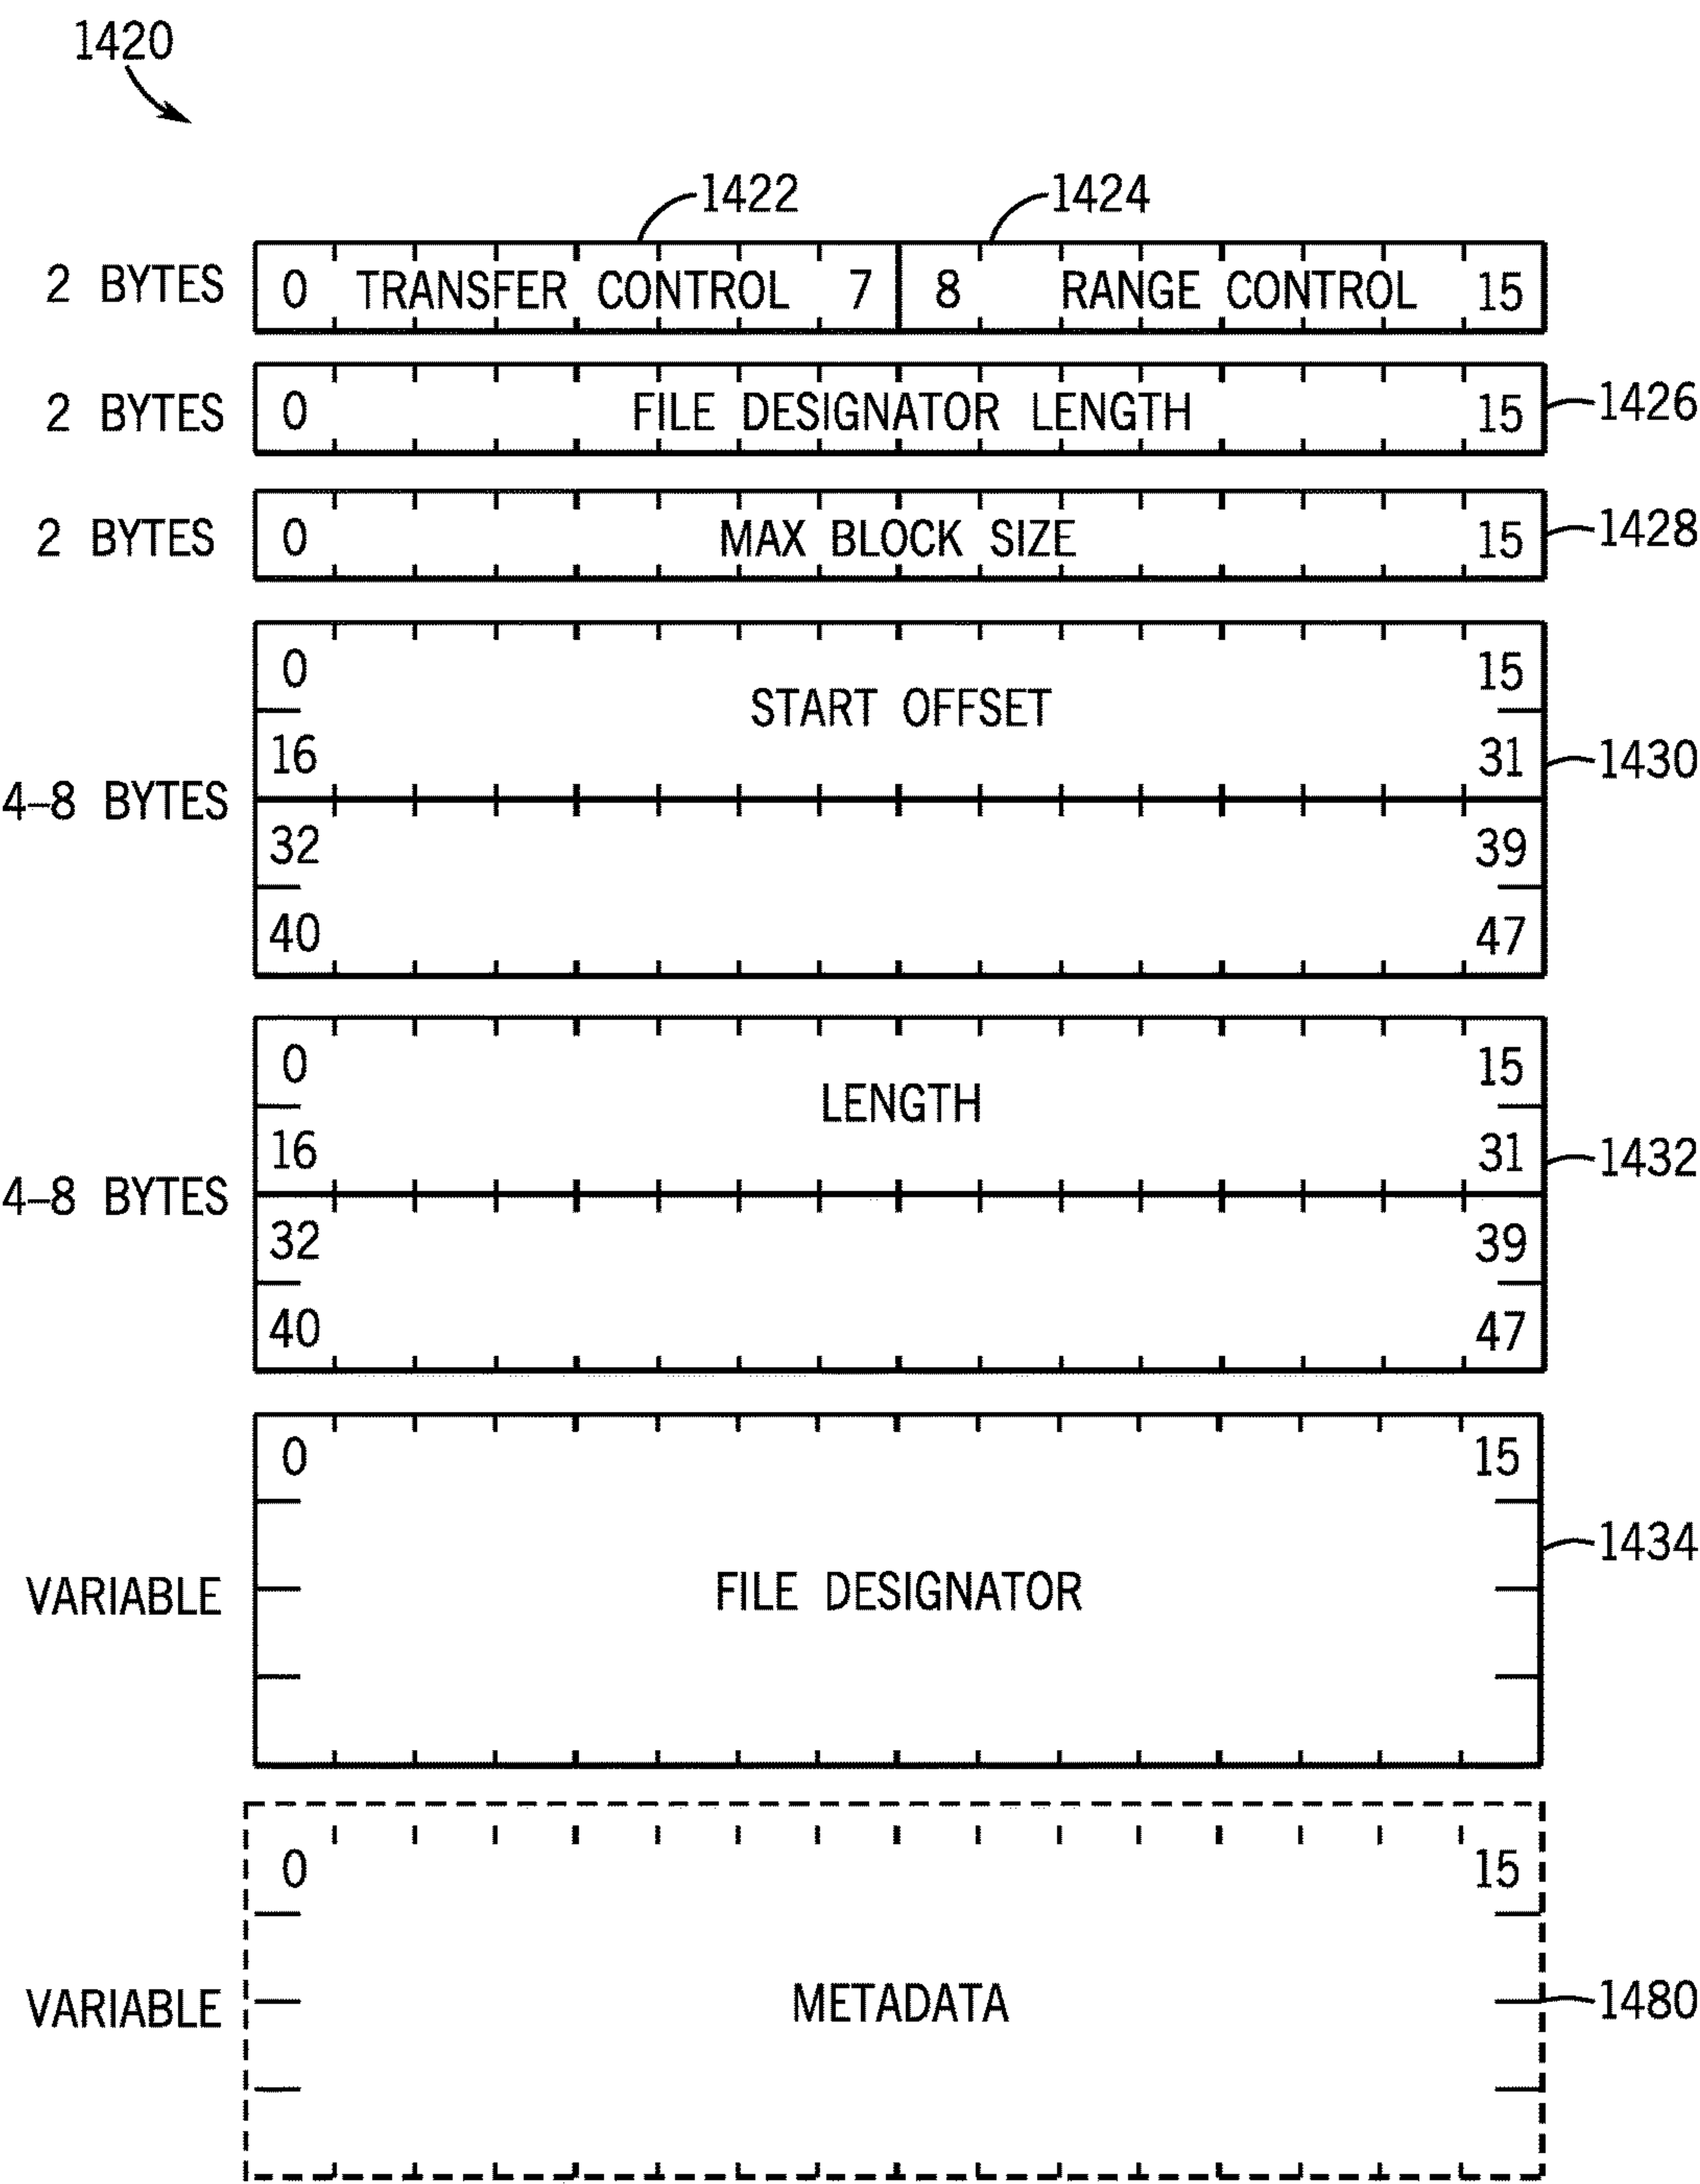 1420
1422 1424
2 BYTES 0 TRANSFER CONTROL 7 8 RANGE CONTROL 15
2 BYTES 0 FILE DESIGNATOR LENGTH 15 1426
2 BYTES 0 MAX BLOCK SIZE 15 1428
0 15
START OFFSET
16 31 1430
4–8 BYTES
32 39
40 47
0 15
LENGTH
16 31 1432
4–8 BYTES
32 39
40 47
0 15
1434
VARIABLE FILE DESIGNATOR
0 15
VARIABLE METADATA 1480